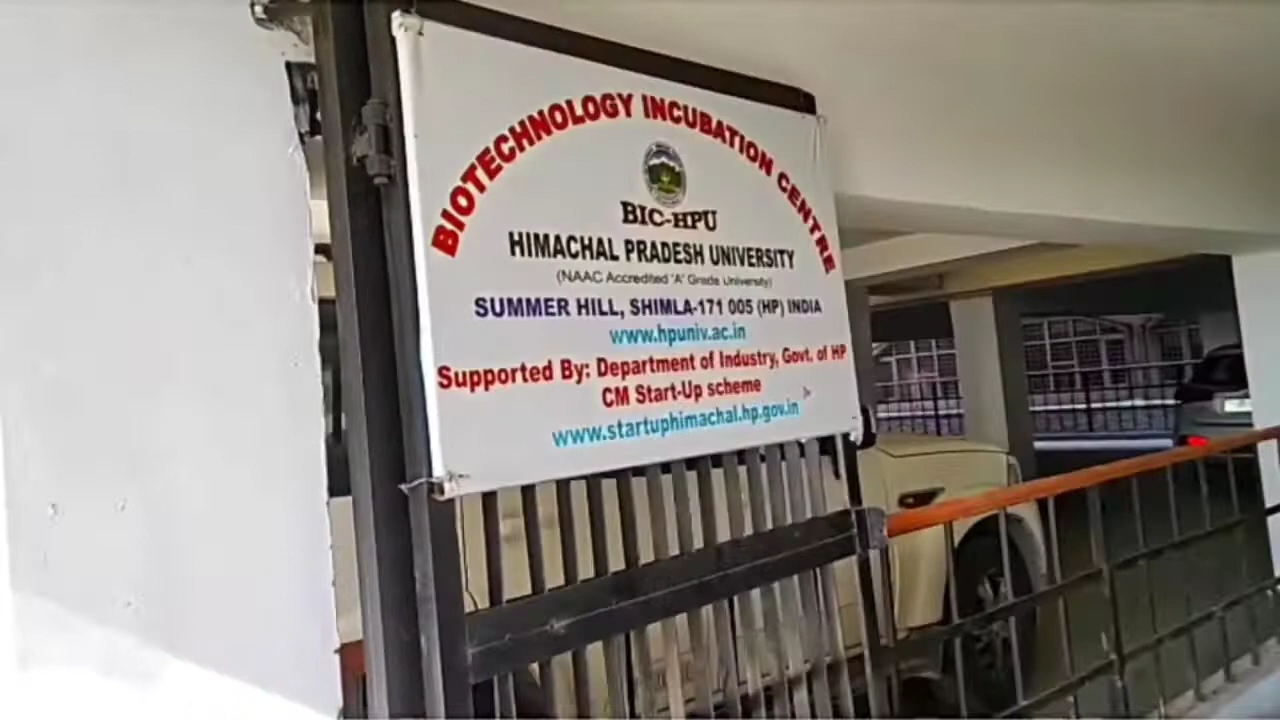 BIOTECHNOLOGY INCUBATION CENTRE
BIC-HPU
HIMACHAL PRADESH UNIVERSITY
(NAAC Accredited 'A' Grade University)
SUMMER HILL, SHIMLA-171 005 (HP) INDIA
www.hpuniv.ac.in
Supported By: Department of Industry, Govt. of HP
CM Start-Up scheme
www.startuphimachal.hp.gov.in